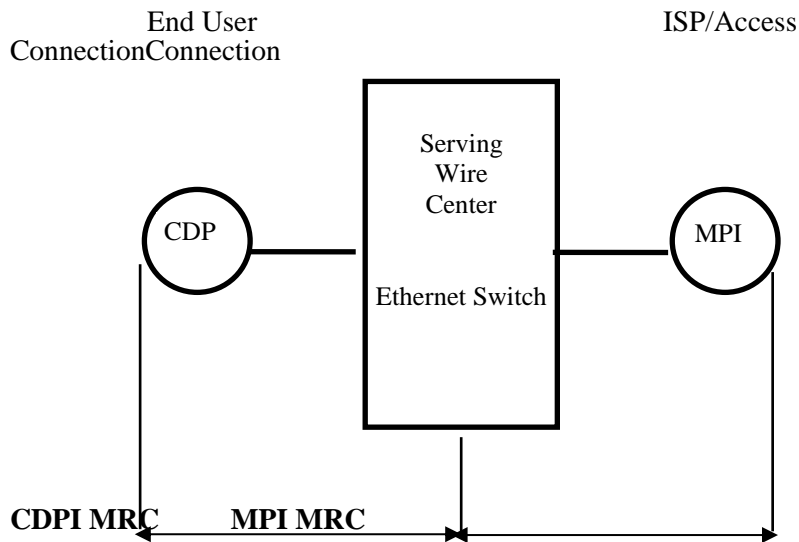 End User ISP/Access
ConnectionConnection
Serving
Wire
Center
CDP MPI
Ethernet Switch
CDPI MRC MPI MRC